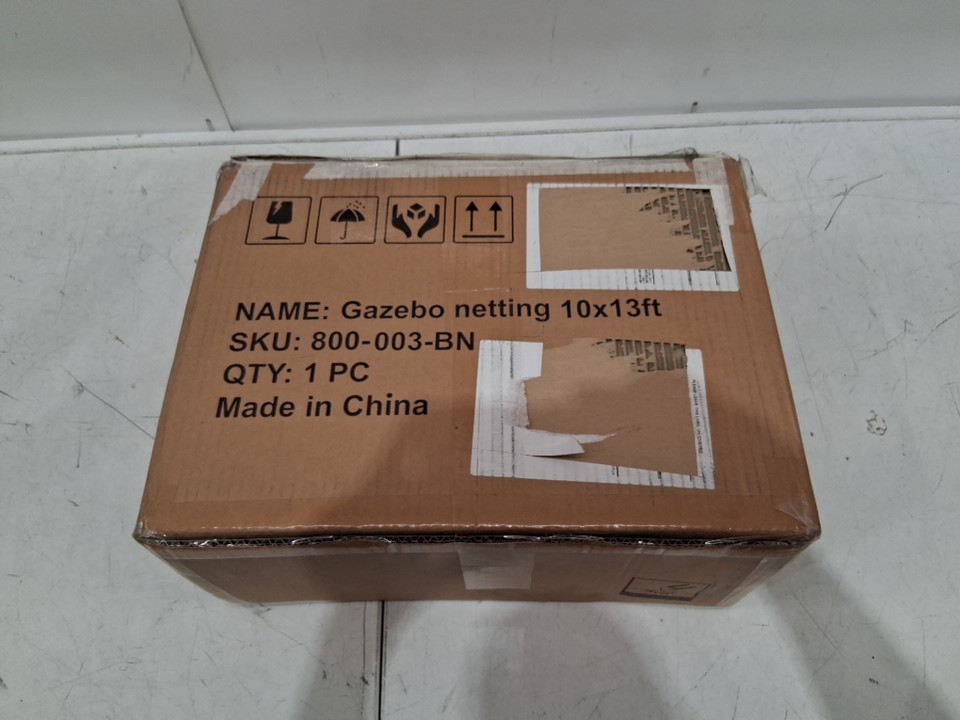 NAME: Gazebo netting 10x13ft
SKU: 800-003-BN
QTY: 1 PC
Made in China